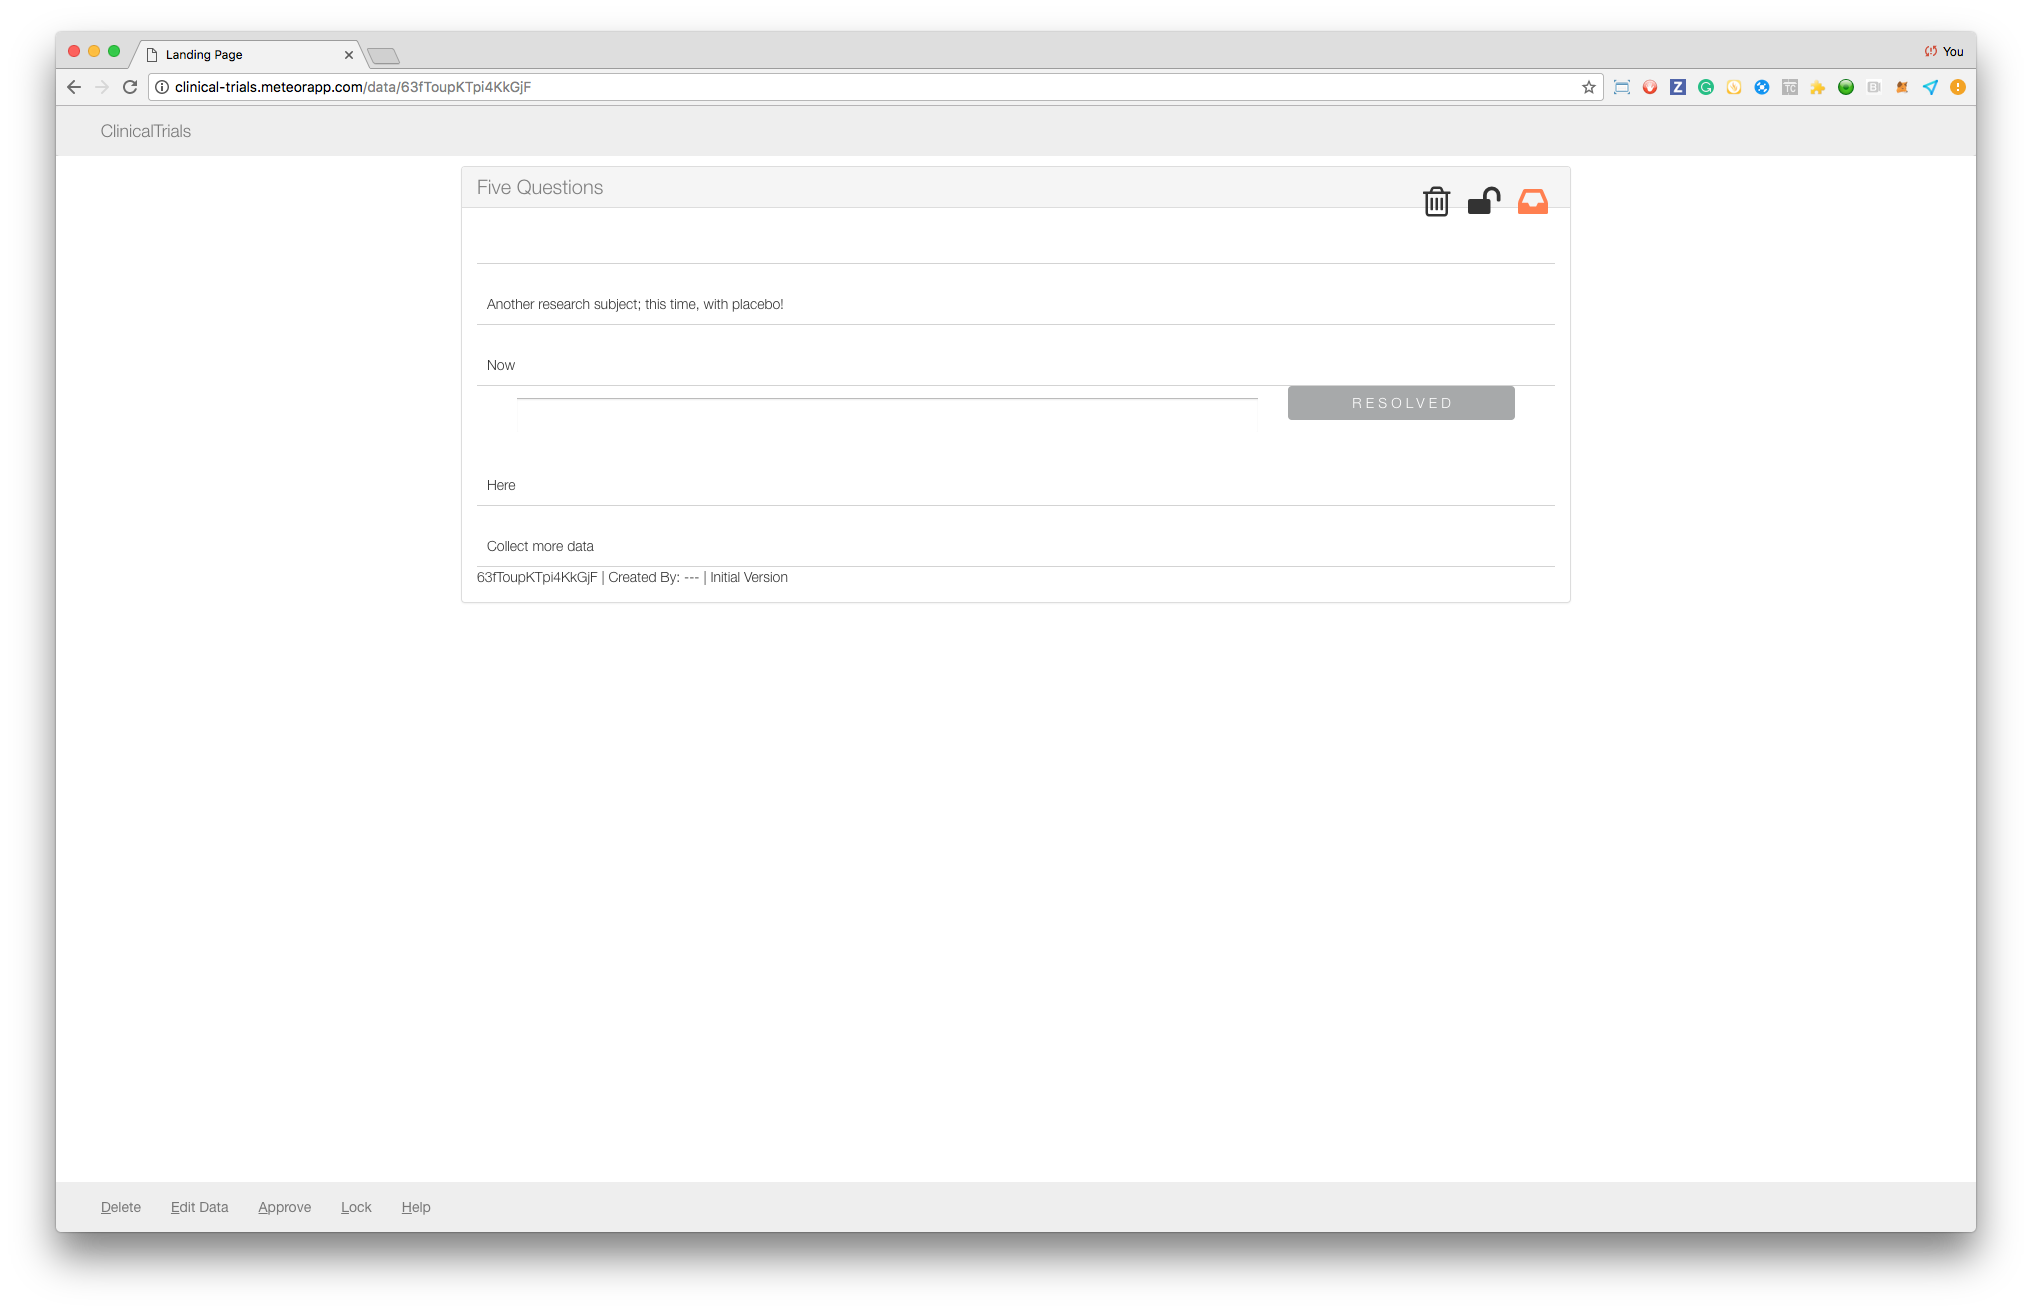 Landing Page
You
clinical-trials.meteorapp.com/data/63fToupKTpi4KkGjF
ClinicalTrials
Five Questions
Another research subject; this time, with placebo!
Now
RESOLVED
Here
Collect more data
63fToupKTpi4KkGjF | Created By: --- | Initial Version
Delete Edit Data Approve Lock Help